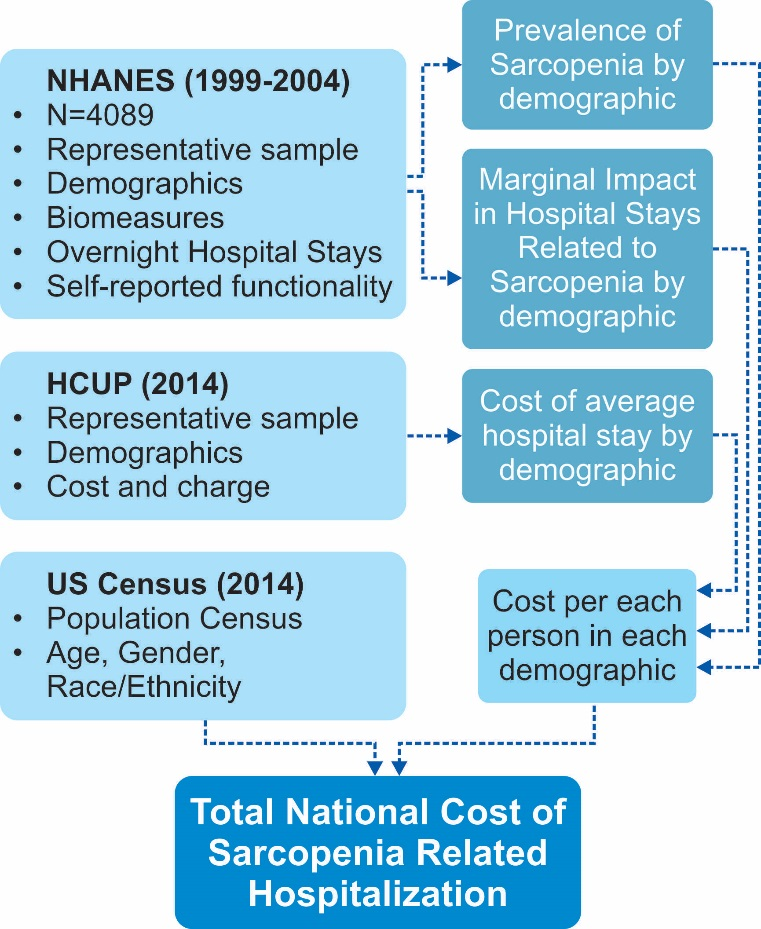 NHANES (1999-2004)
• N=4089
• Representative sample
• Demographics
• Biomeasures
• Overnight Hospital Stays
• Self-reported functionality
HCUP (2014)
• Representative sample
• Demographics
• Cost and charge
US Census (2014)
• Population Census
• Age, Gender,
Race/Ethnicity
Prevalence of
Sarcopenia by
demographic
Marginal Impact
in Hospital Stays
Related to
Sarcopenia by
demographic
Cost of average
hospital stay by
demographic
Cost per each
person in each
demographic
Total National Cost of
Sarcopenia Related
Hospitalization